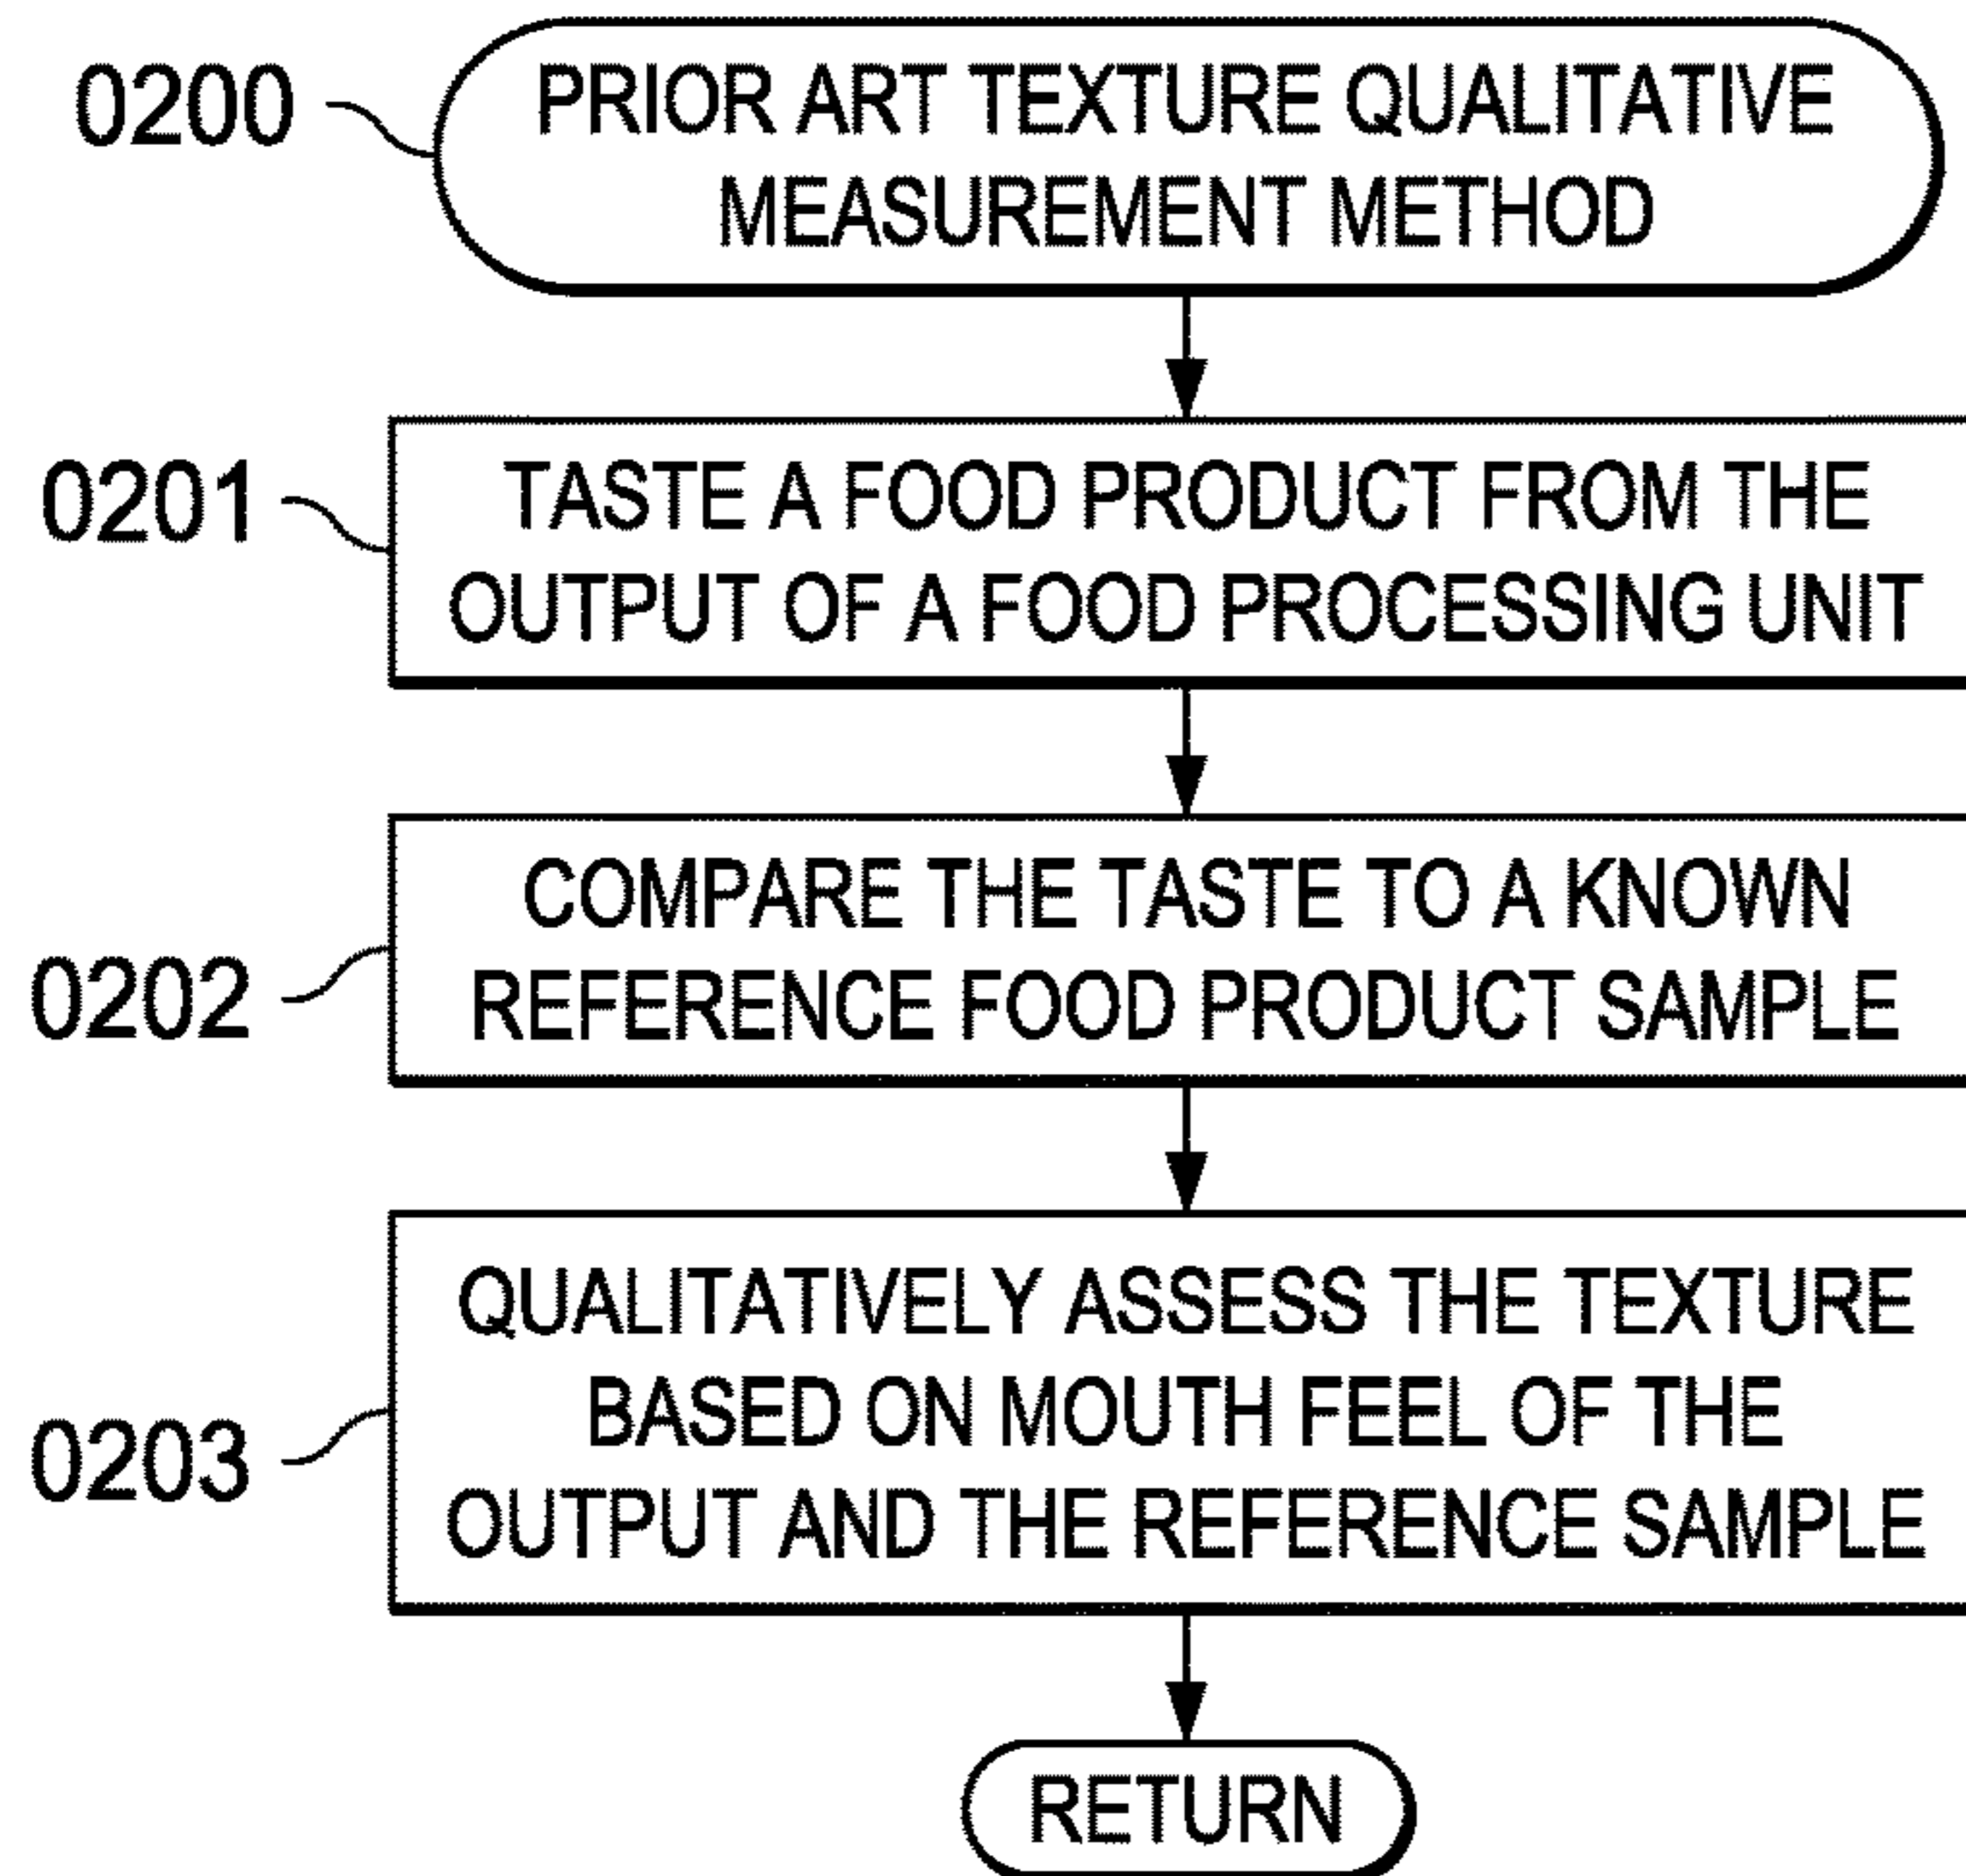 0200
PRIOR ART TEXTURE QUALITATIVE
MEASUREMENT METHOD
0201
TASTE A FOOD PRODUCT FROM THE
OUTPUT OF A FOOD PROCESSING UNIT
0202
COMPARE THE TASTE TO A KNOWN
REFERENCE FOOD PRODUCT SAMPLE
0203
QUALITATIVELY ASSESS THE TEXTURE
BASED ON MOUTH FEEL OF THE
OUTPUT AND THE REFERENCE SAMPLE
RETURN